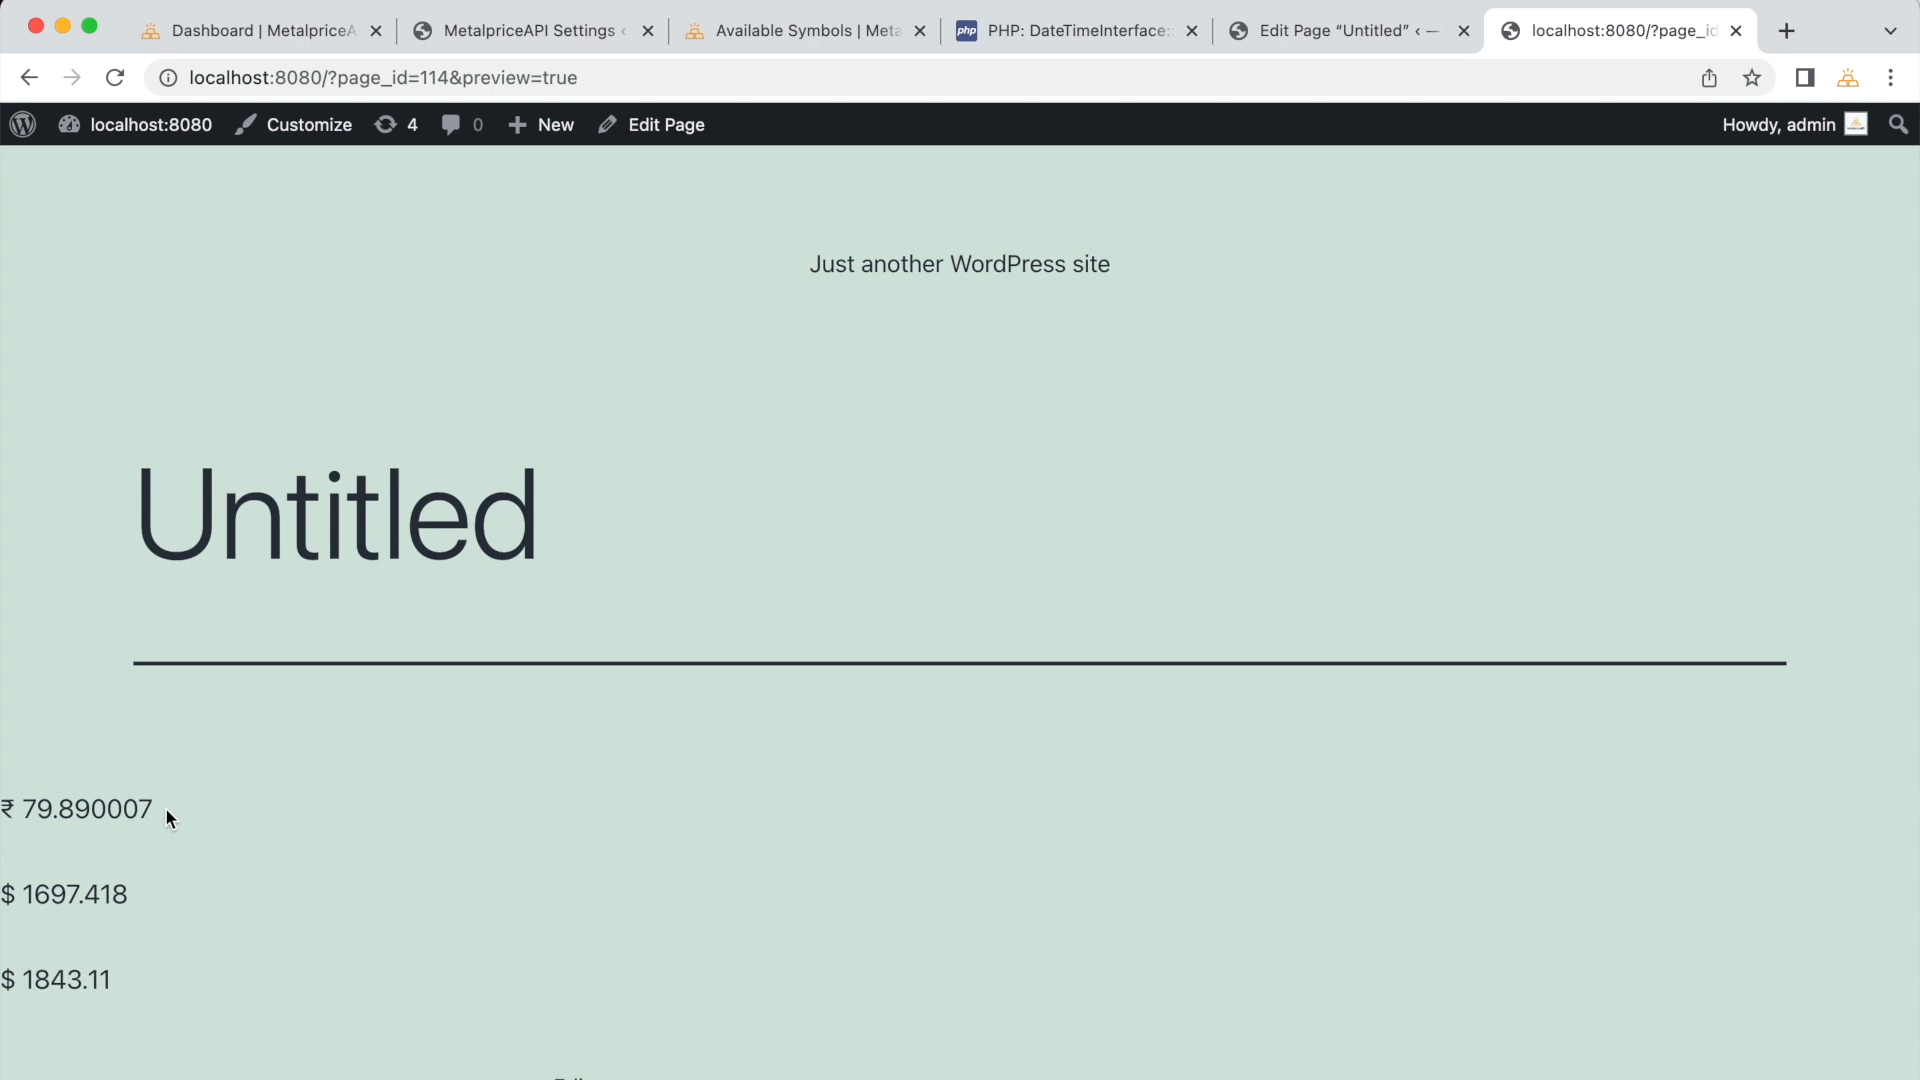 Dashboard | MetalpriceA
MetalpriceAPI Settings ‹
Available Symbols | Meta
php PHP: DateTimeInterface:
Edit Page “Untitled” ‹ —
localhost:8080/?page_id
localhost:8080/?page_id=114&preview=true
localhost:8080 Customize 4 0 New Edit Page Howdy, admin
Just another WordPress site
Untitled
₹ 79.890007
$ 1697.418
$ 1843.11